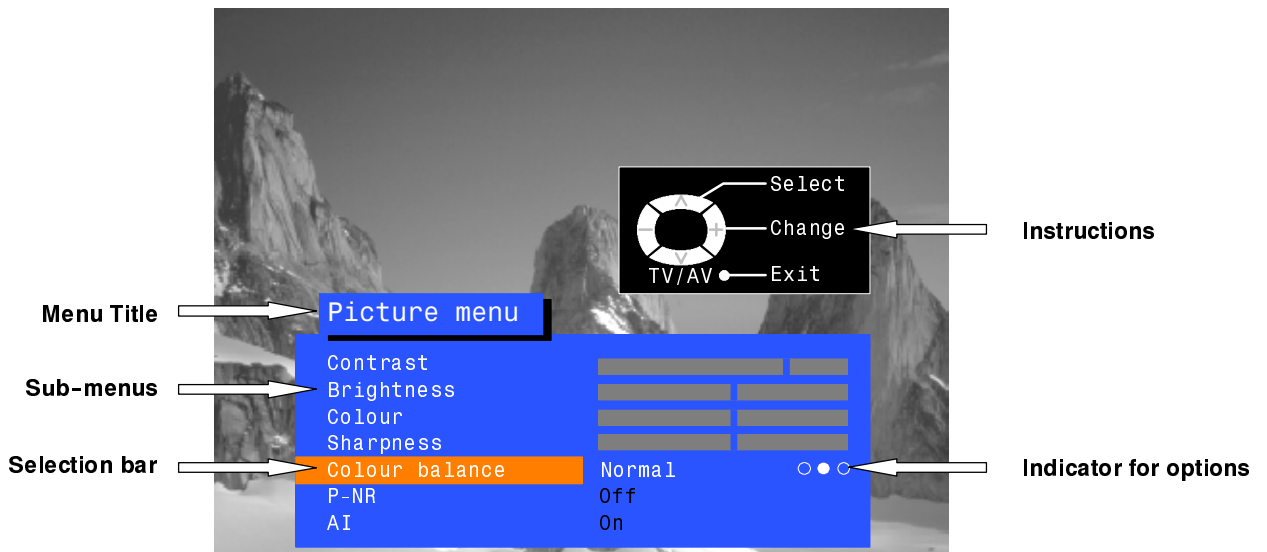 Select
Change
TV/AV Exit
Instructions
Menu Title
Picture menu
Contrast
Sub-menus
Brightness
Colour
Sharpness
Selection bar
Colour balance Normal
Indicator for options
P-NR Off
AI On